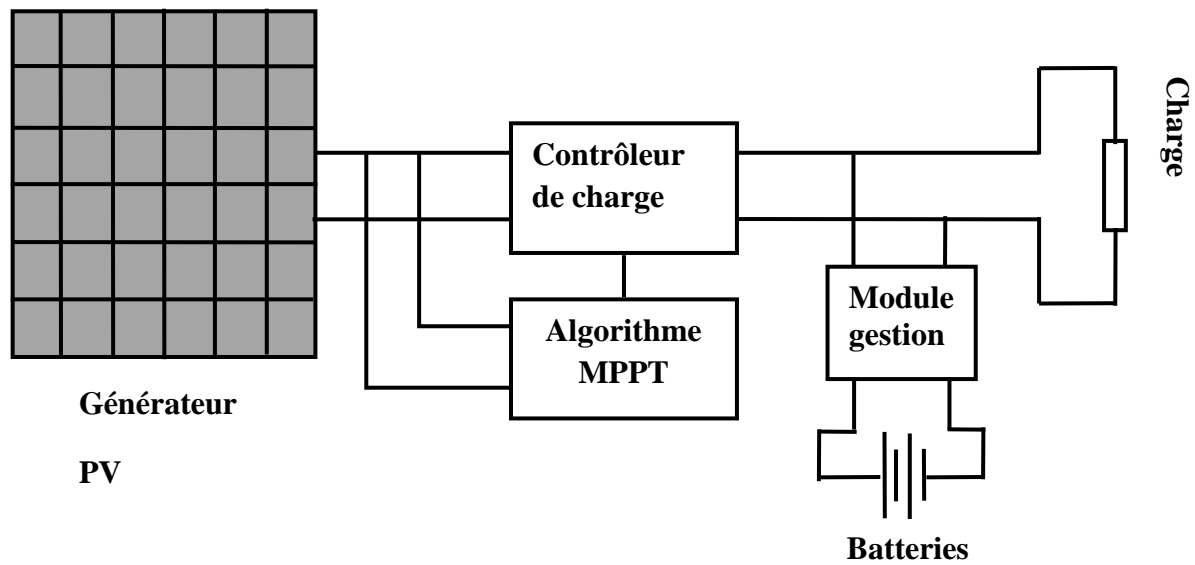 Contrôleur
de charge
Charge
Algorithme
MPPT
Module
gestion
Générateur
PV
Batteries